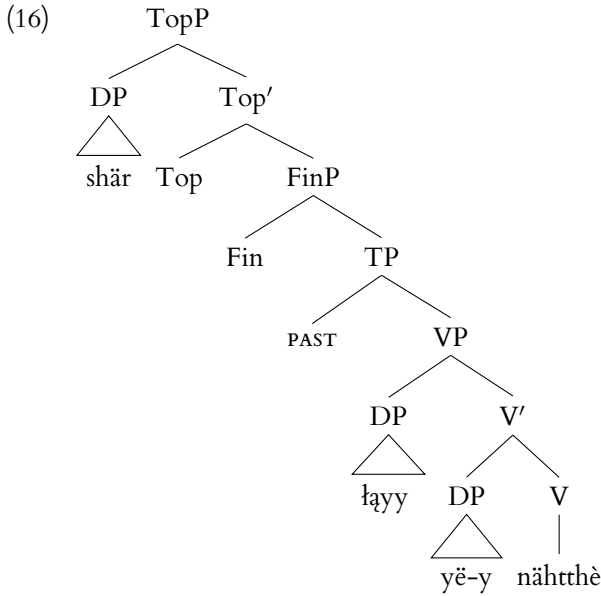 (16) TopP
DP Top′
shär Top FinP
Fin TP
PAST VP
DP V′
łąyy DP V
yë-y nähtthè